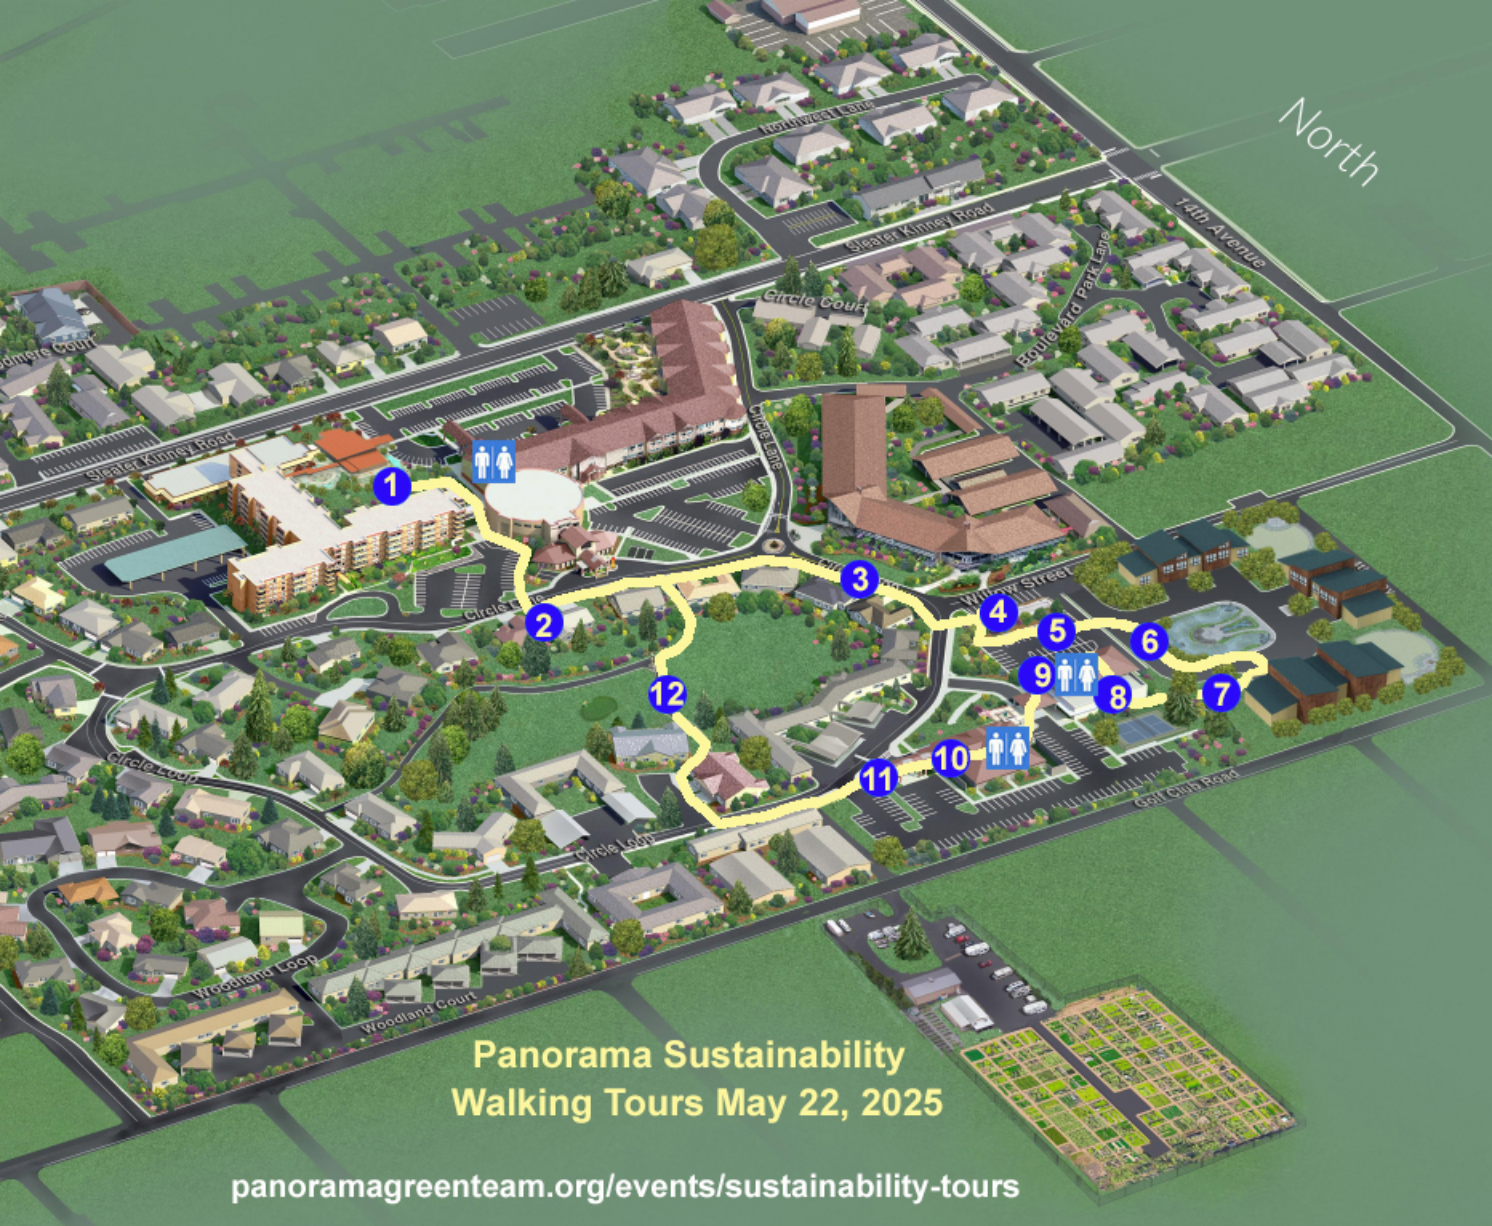 North
Northwest Lane
14th Avenue
Sleater Kinney Road
Boulevard Park Lane
Circle Court
Circle Lane
Sleater Kinney Road
1
Circle Lane
2
3
Willow Street
4
5
6
9
8
7
12
10
11
Circle Loop
Golf Club Road
Circle Loop
Woodland Loop
Woodland Court
Panorama Sustainability
Walking Tours May 22, 2025
panoramagreenteam.org/events/sustainability-tours